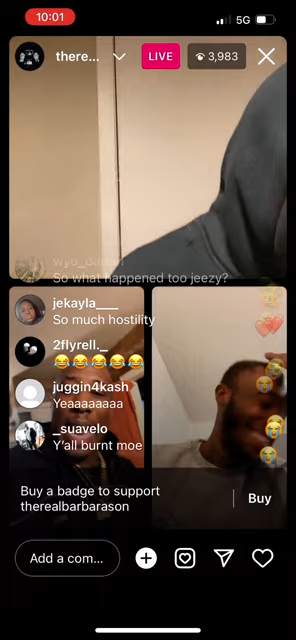 10:01
5G
there...
LIVE
3,983
So what happened too jeezy?
jekayla___
So much hostility
2flyrell._
😂😂😂😂😂
juggin4kash
Yeaaaaaaaa
_suavelo
Y'all burnt moe
Buy a badge to support
therealbarbarason
Buy
Add a com...